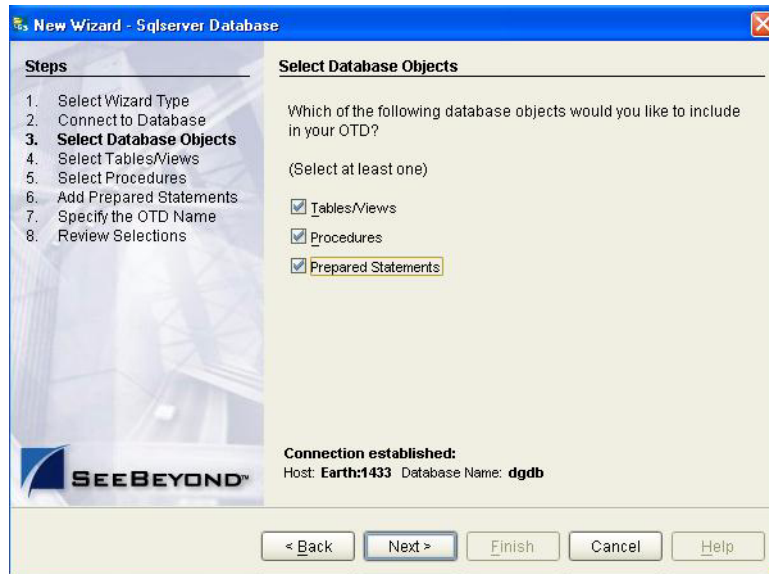 New Wizard - Sqlserver Database
Steps
1. Select Wizard Type
2. Connect to Database
3. Select Database Objects
4. Select Tables/Views
5. Select Procedures
6. Add Prepared Statements
7. Specify the OTD Name
8. Review Selections
SEEBEYOND™
Select Database Objects
Which of the following database objects would you like to include
in your OTD?
(Select at least one)
Tables/Views
Procedures
Prepared Statements
Connection established:
Host: Earth:1433 Database Name: dgdb
< Back Next > Finish Cancel Help